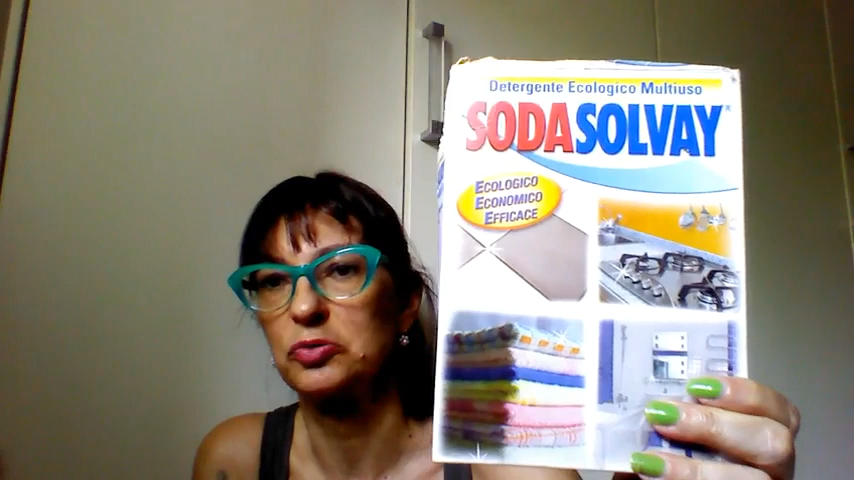 Detergente Ecologico Multiuso
SODASOLVAY
ECOLOGICO
ECONOMICO
EFFICACE